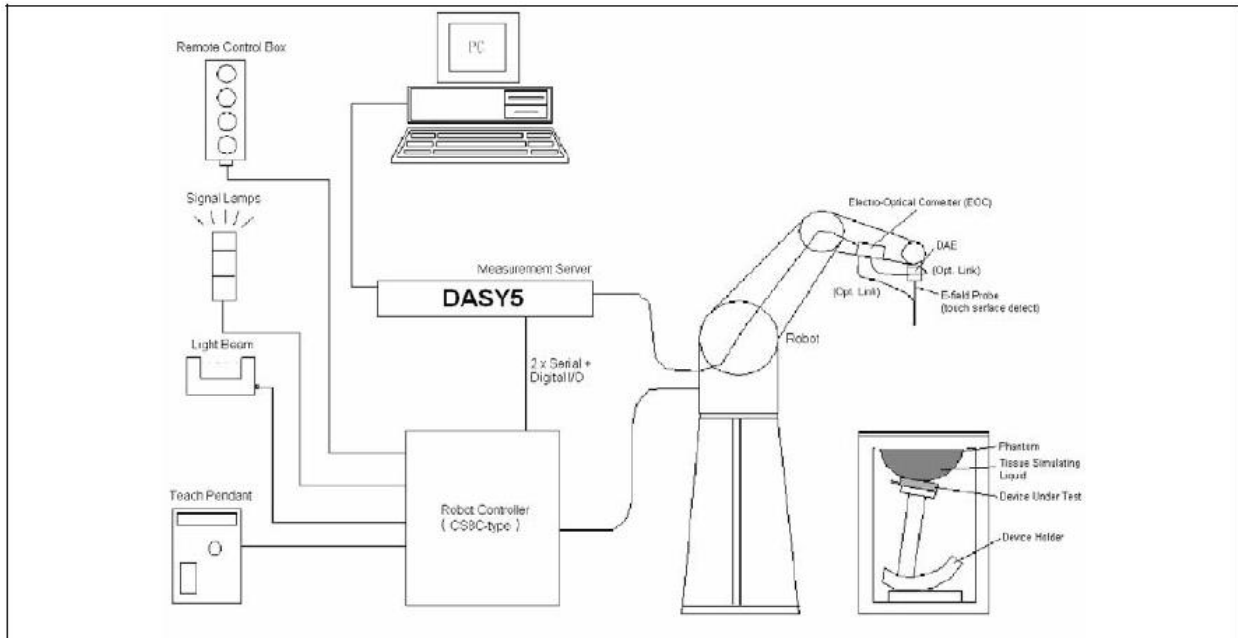 Remote Control Box
PC
Signal Lamps
Electro-Optical Converter (EOC)
DAE
(Opt. Link)
Measurement Server
DASY5
(Opt. Link)
E-field Probe
(touch surface detect)
Robot
Light Beam
2 x Serial +
Digital I/O
Phantom
Tissue Simulating
Liquid
Device Under Test
Teach Pendant
Robot Controller
( CS8C-type )
Device Holder